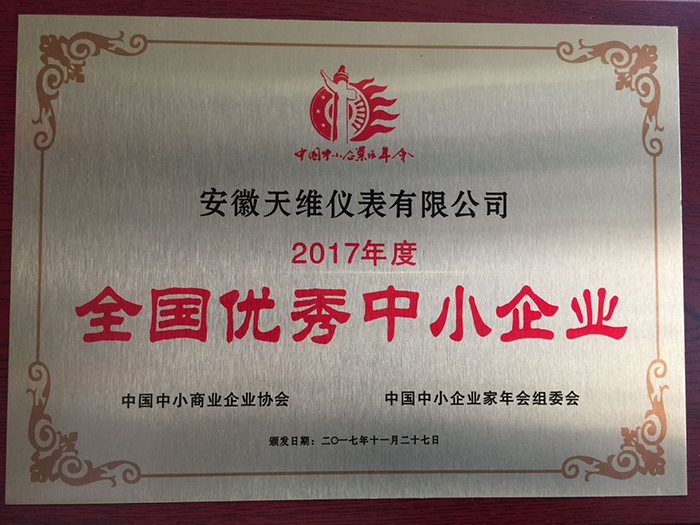 中国中小企业家年会
安徽天维仪表有限公司
2017年度
全国优秀中小企业
中国中小商业企业协会 中国中小企业家年会组委会
颁发日期：二〇一七年十一月二十七日